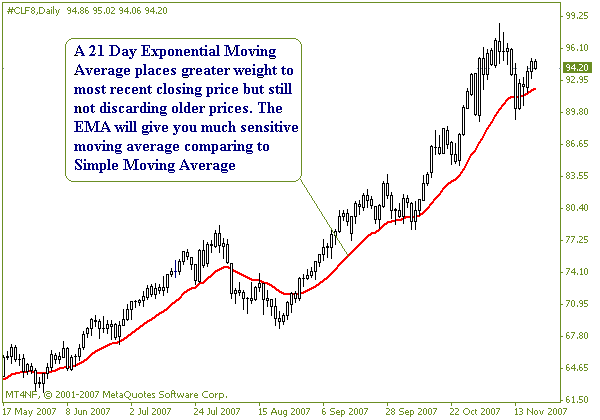 #CLF8,Daily 94.86 95.02 94.06 94.20
A 21 Day Exponential Moving
Average places greater weight to
most recent closing price but still
not discarding older prices. The
EMA will give you much sensitive
moving average comparing to
Simple Moving Average
99.25
96.10
94.20
92.95
89.80
86.65
83.55
80.40
77.25
74.10
70.95
67.80
64.65
61.50
MT4NF, © 2001-2007 MetaQuotes Software Corp.
17 May 2007 8 Jun 2007 2 Jul 2007 24 Jul 2007 15 Aug 2007 6 Sep 2007 28 Sep 2007 22 Oct 2007 13 Nov 2007